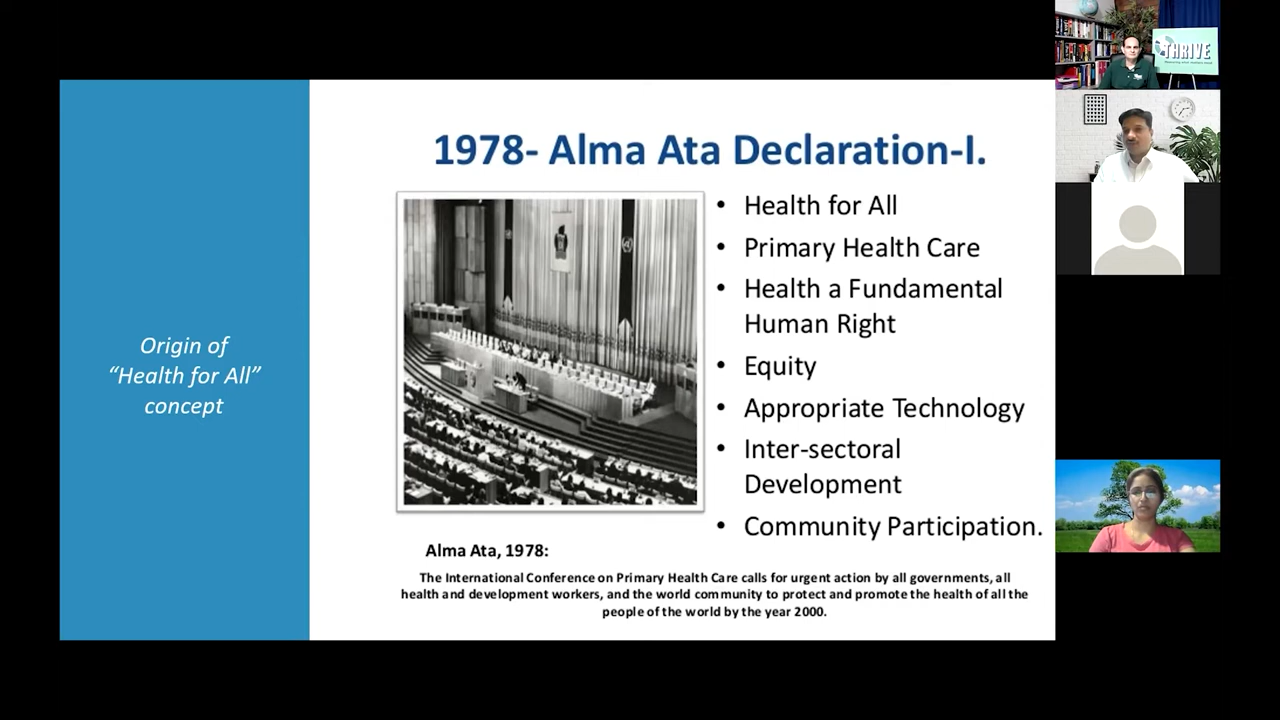 Origin of
“Health for All”
concept
1978- Alma Ata Declaration-I.
• Health for All
• Primary Health Care
• Health a Fundamental
Human Right
• Equity
• Appropriate Technology
• Inter-sectoral
Development
• Community Participation.
Alma Ata, 1978:
The International Conference on Primary Health Care calls for urgent action by all governments, all
health and development workers, and the world community to protect and promote the health of all the
people of the world by the year 2000.
THRIVE